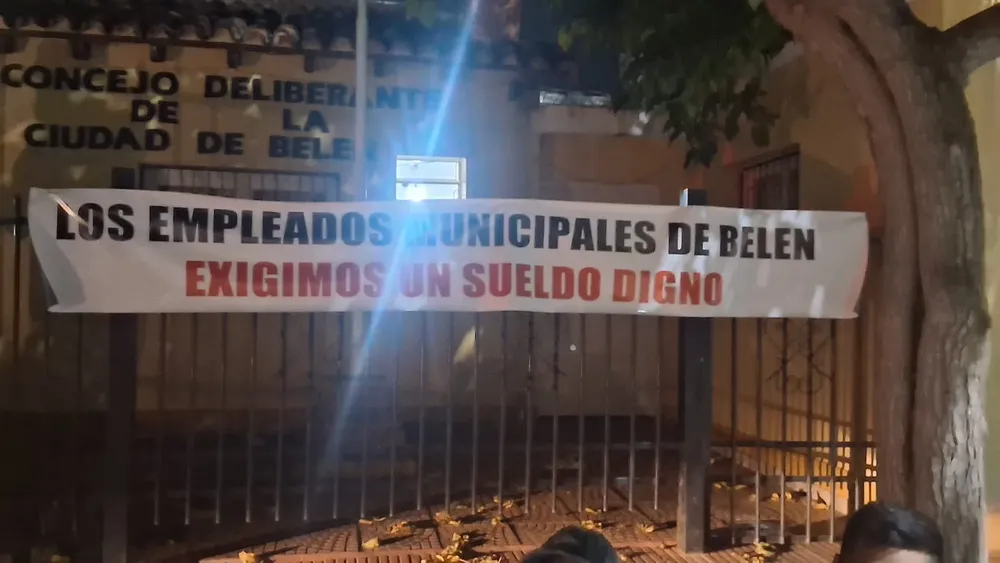 CONCEJO DELIBERANTE
DE LA
CIUDAD DE BELEN
LOS EMPLEADOS MUNICIPALES DE BELEN
EXIGIMOS UN SUELDO DIGNO